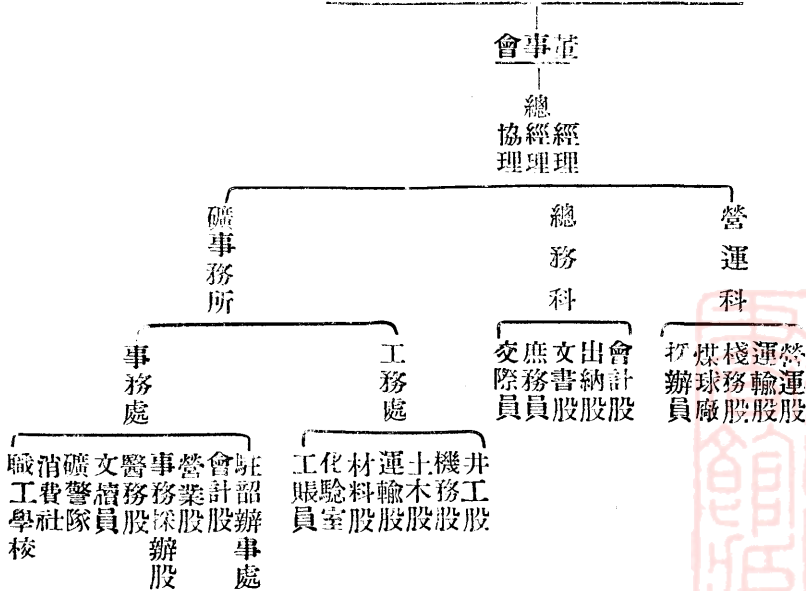 董事會
總經理
經理
協理
營運科
總務科
礦事務所
營運股
運輸股
棧務股
煤球廠
採辦員
會計股
出納股
文書股
庶務員
交際員
工務處
事務處
井工股
機務股
土木股
運輸股
材料股
化驗室
工賬員
駐韶辦事處
會計股
營業股
事務採辦股
醫務股
文牘員
礦警隊
消費社
職工學校